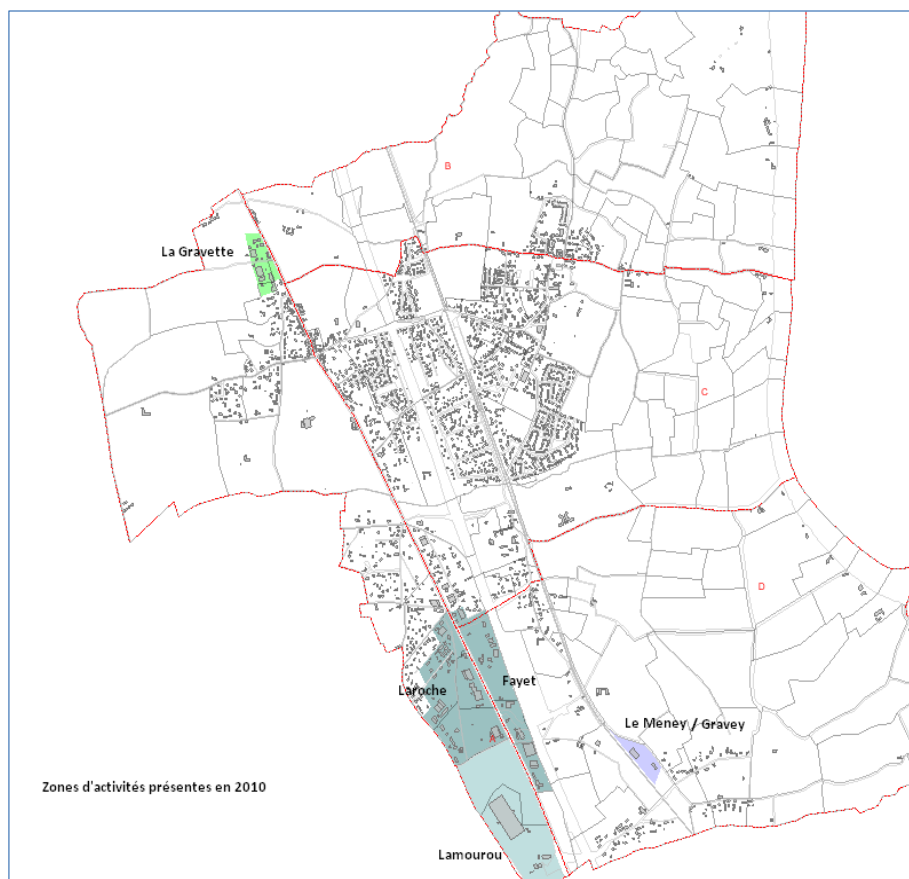 B
La Gravette
C
D
Laroche
Fayet
Le Meney / Gravey
A
Zones d'activités présentes en 2010
Lamourou